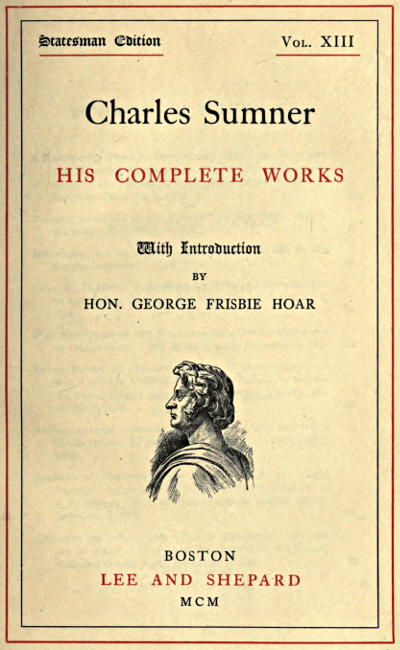 Statesman Edition Vol. XIII
Charles Sumner
HIS COMPLETE WORKS
With Introduction
BY
HON. GEORGE FRISBIE HOAR
BOSTON
LEE AND SHEPARD
MCM